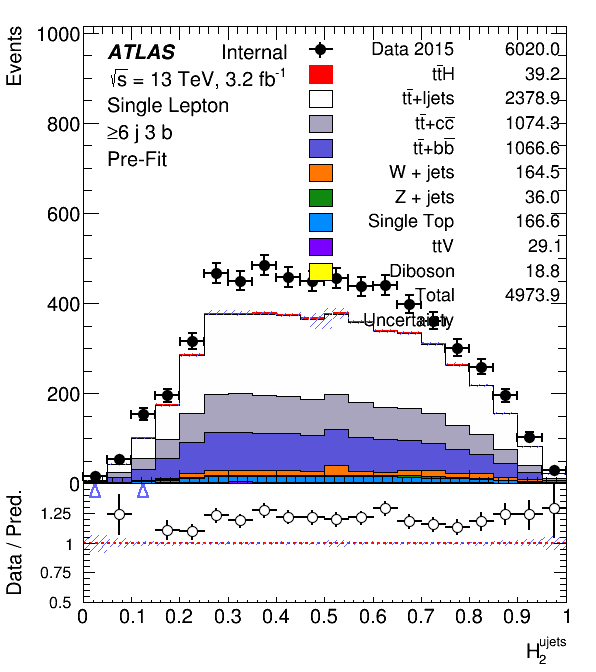 Events
1000
800
600
400
200
0
ATLAS Internal
√s = 13 TeV, 3.2 fb⁻¹
Single Lepton
≥6 j 3 b
Pre-Fit
Data 2015 6020.0
tt̄H 39.2
tt̄+ljets 2378.9
tt̄+cc̄ 1074.3
tt̄+bb̄ 1066.6
W + jets 164.5
Z + jets 36.0
Single Top 166.6
ttV 29.1
Diboson 18.8
Total 4973.9
Uncertainty
Data / Pred.
1.25
1
0.75
0.5
0 0.1 0.2 0.3 0.4 0.5 0.6 0.7 0.8 0.9 1
H₂ᵘʲᵉᵗˢ